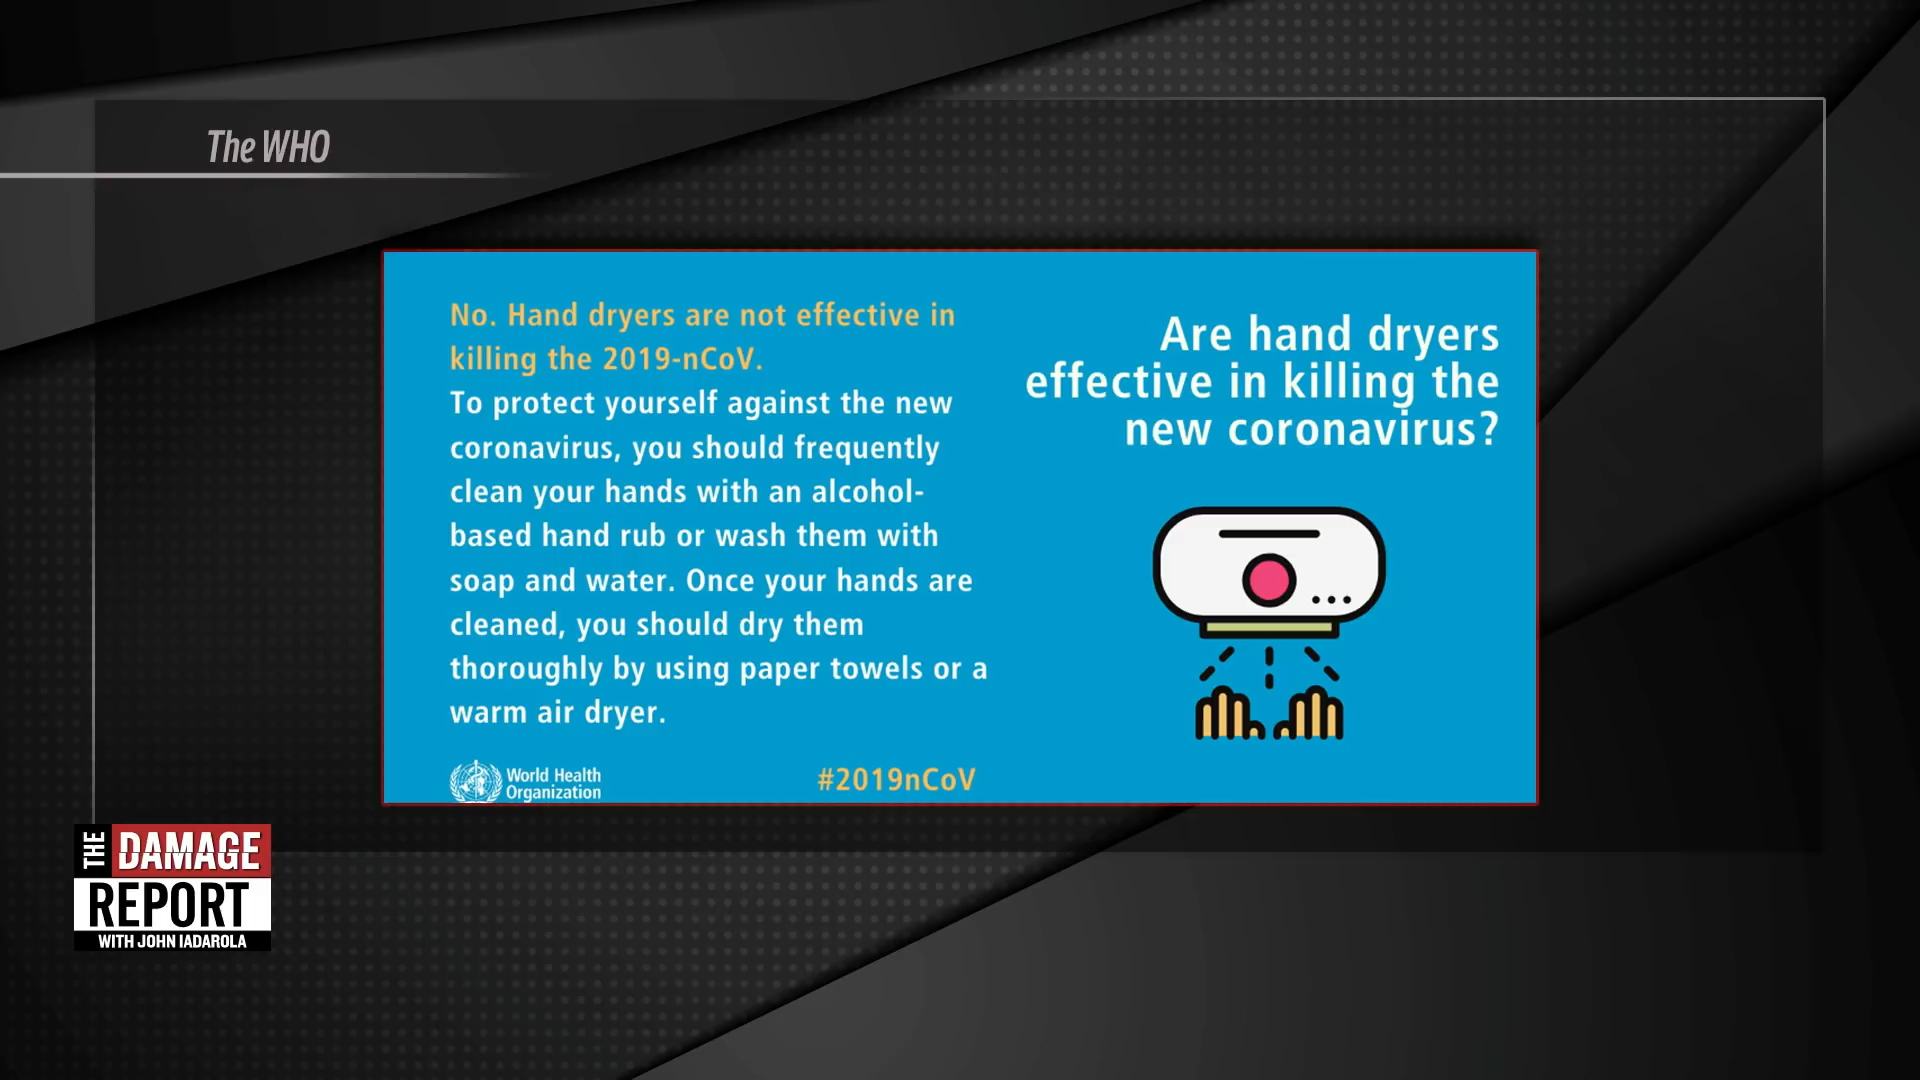 The WHO
No. Hand dryers are not effective in
killing the 2019-nCoV.
To protect yourself against the new
coronavirus, you should frequently
clean your hands with an alcohol-
based hand rub or wash them with
soap and water. Once your hands are
cleaned, you should dry them
thoroughly by using paper towels or a
warm air dryer.
World Health
Organization
#2019nCoV
Are hand dryers
effective in killing the
new coronavirus?
THE
DAMAGE
REPORT
WITH JOHN IADAROLA